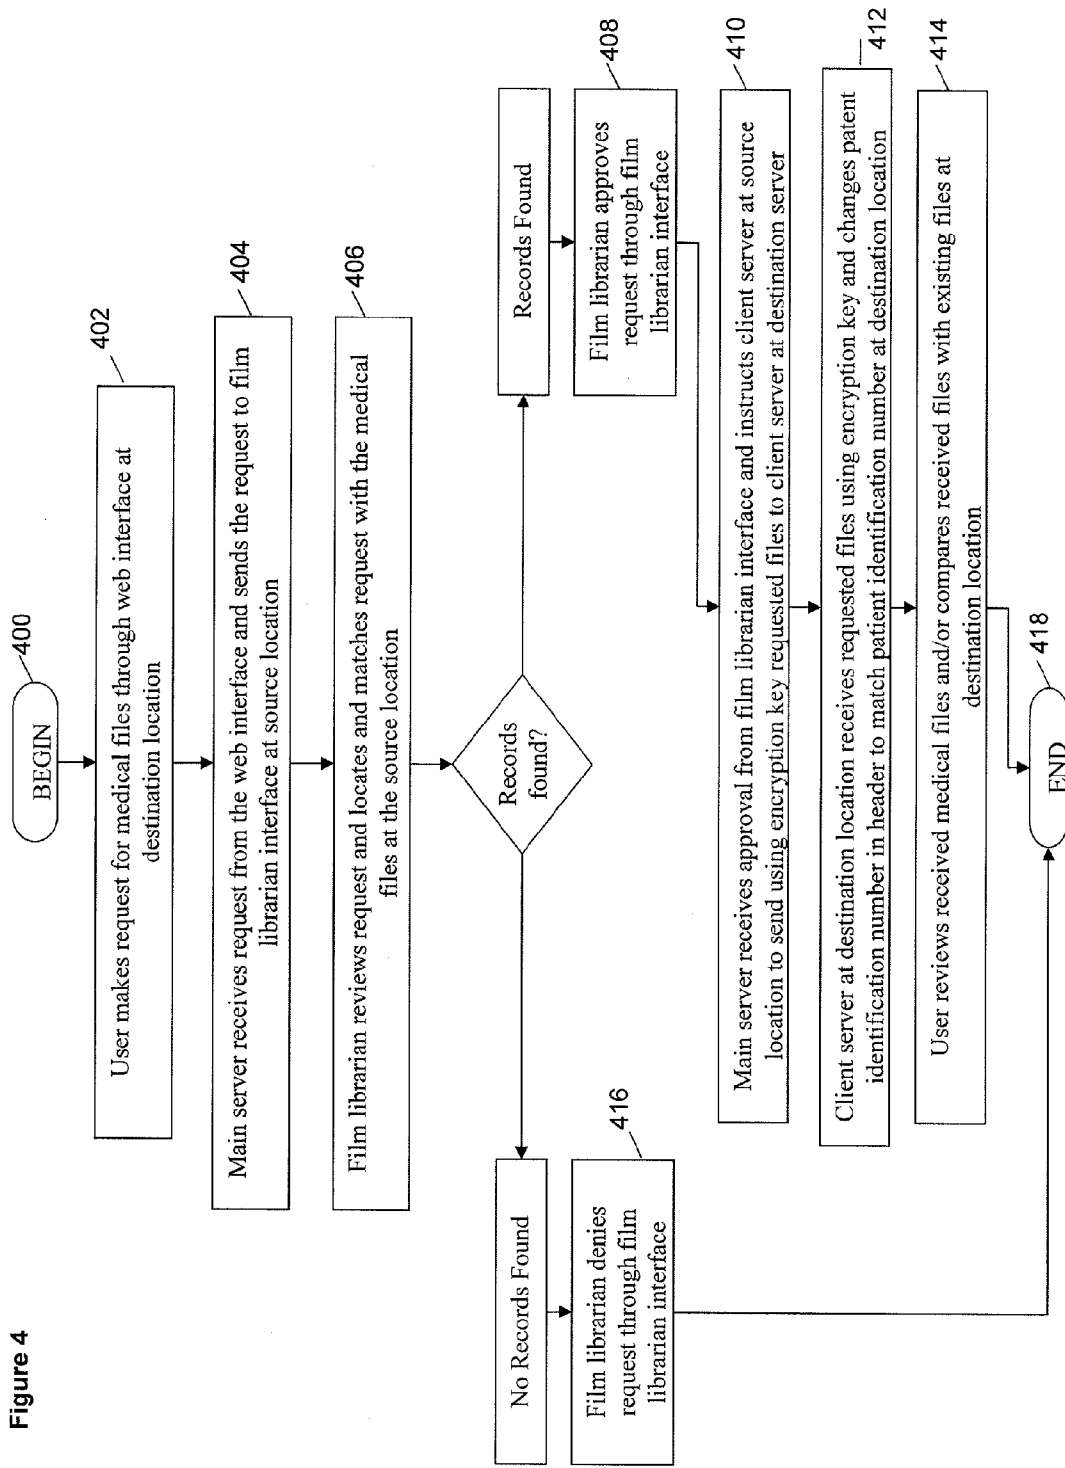 Figure 4
BEGIN
400
User makes request for medical files through web interface at
destination location
402
Main server receives request from the web interface and sends the request to film
librarian interface at source location
404
Film librarian reviews request and locates and matches request with the medical
files at the source location
406
Records
found?
No Records Found
Records Found
Film librarian denies
request through film
librarian interface
416
Film librarian approves
request through film
librarian interface
408
Main server receives approval from film librarian interface and instructs client server at source
location to send using encryption key requested files to client server at destination server
410
Client server at destination location receives requested files using encryption key and changes patent
identification number in header to match patient identification number at destination location
412
User reviews received medical files and/or compares received files with existing files at
destination location
414
END
418